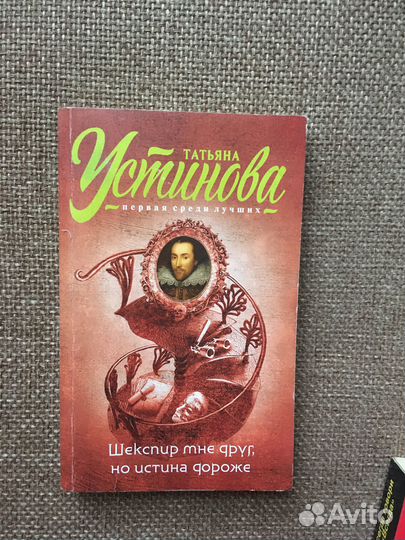 Татьяна
Устинова
первая среди лучших
Шекспир мне друг,
но истина дороже
Avito